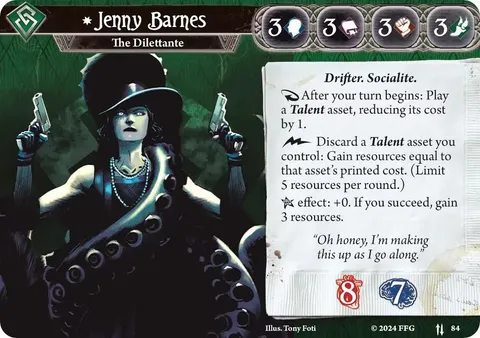 *Jenny Barnes
The Dilettante
3 3 3 3
Drifter. Socialite.
After your turn begins: Play
a Talent asset, reducing its cost
by 1.
Discard a Talent asset you
control: Gain resources equal to
that asset's printed cost. (Limit
5 resources per round.)
effect: +0. If you succeed, gain
3 resources.
“Oh honey, I'm making
this up as I go along.”
8 7
Illus. Tony Foti © 2024 FFG 84